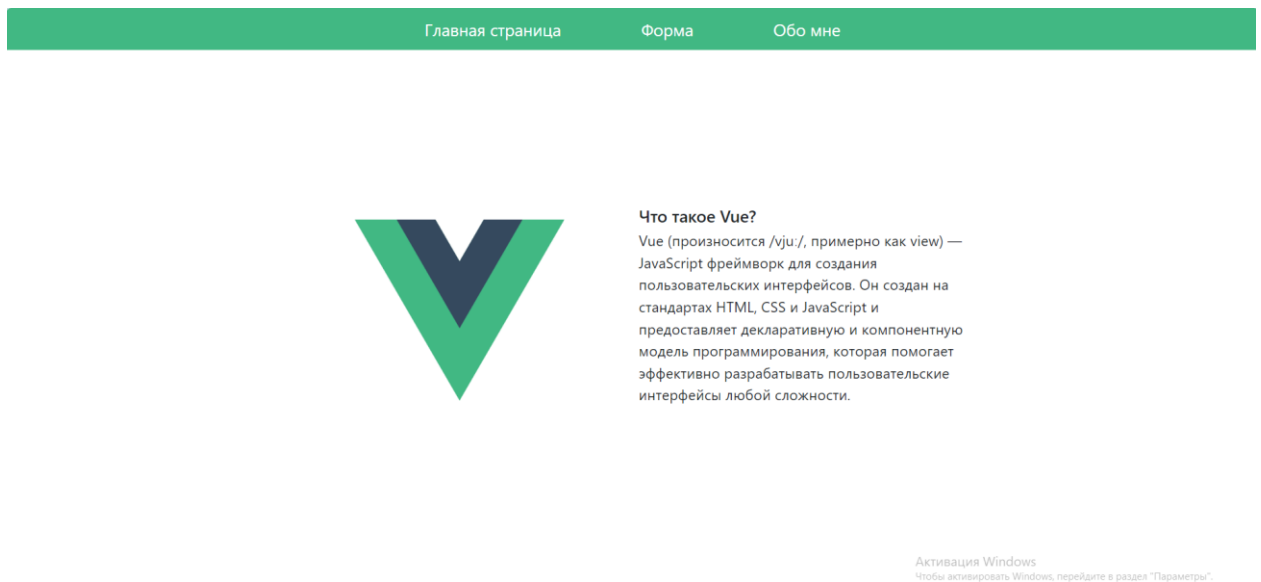 Главная страница Форма Обо мне
Что такое Vue?
Vue (произносится /vjuː/, примерно как view) —
JavaScript фреймворк для создания
пользовательских интерфейсов. Он создан на
стандартах HTML, CSS и JavaScript и
предоставляет декларативную и компонентную
модель программирования, которая помогает
эффективно разрабатывать пользовательские
интерфейсы любой сложности.
Активация Windows
Чтобы активировать Windows, перейдите в раздел "Параметры".